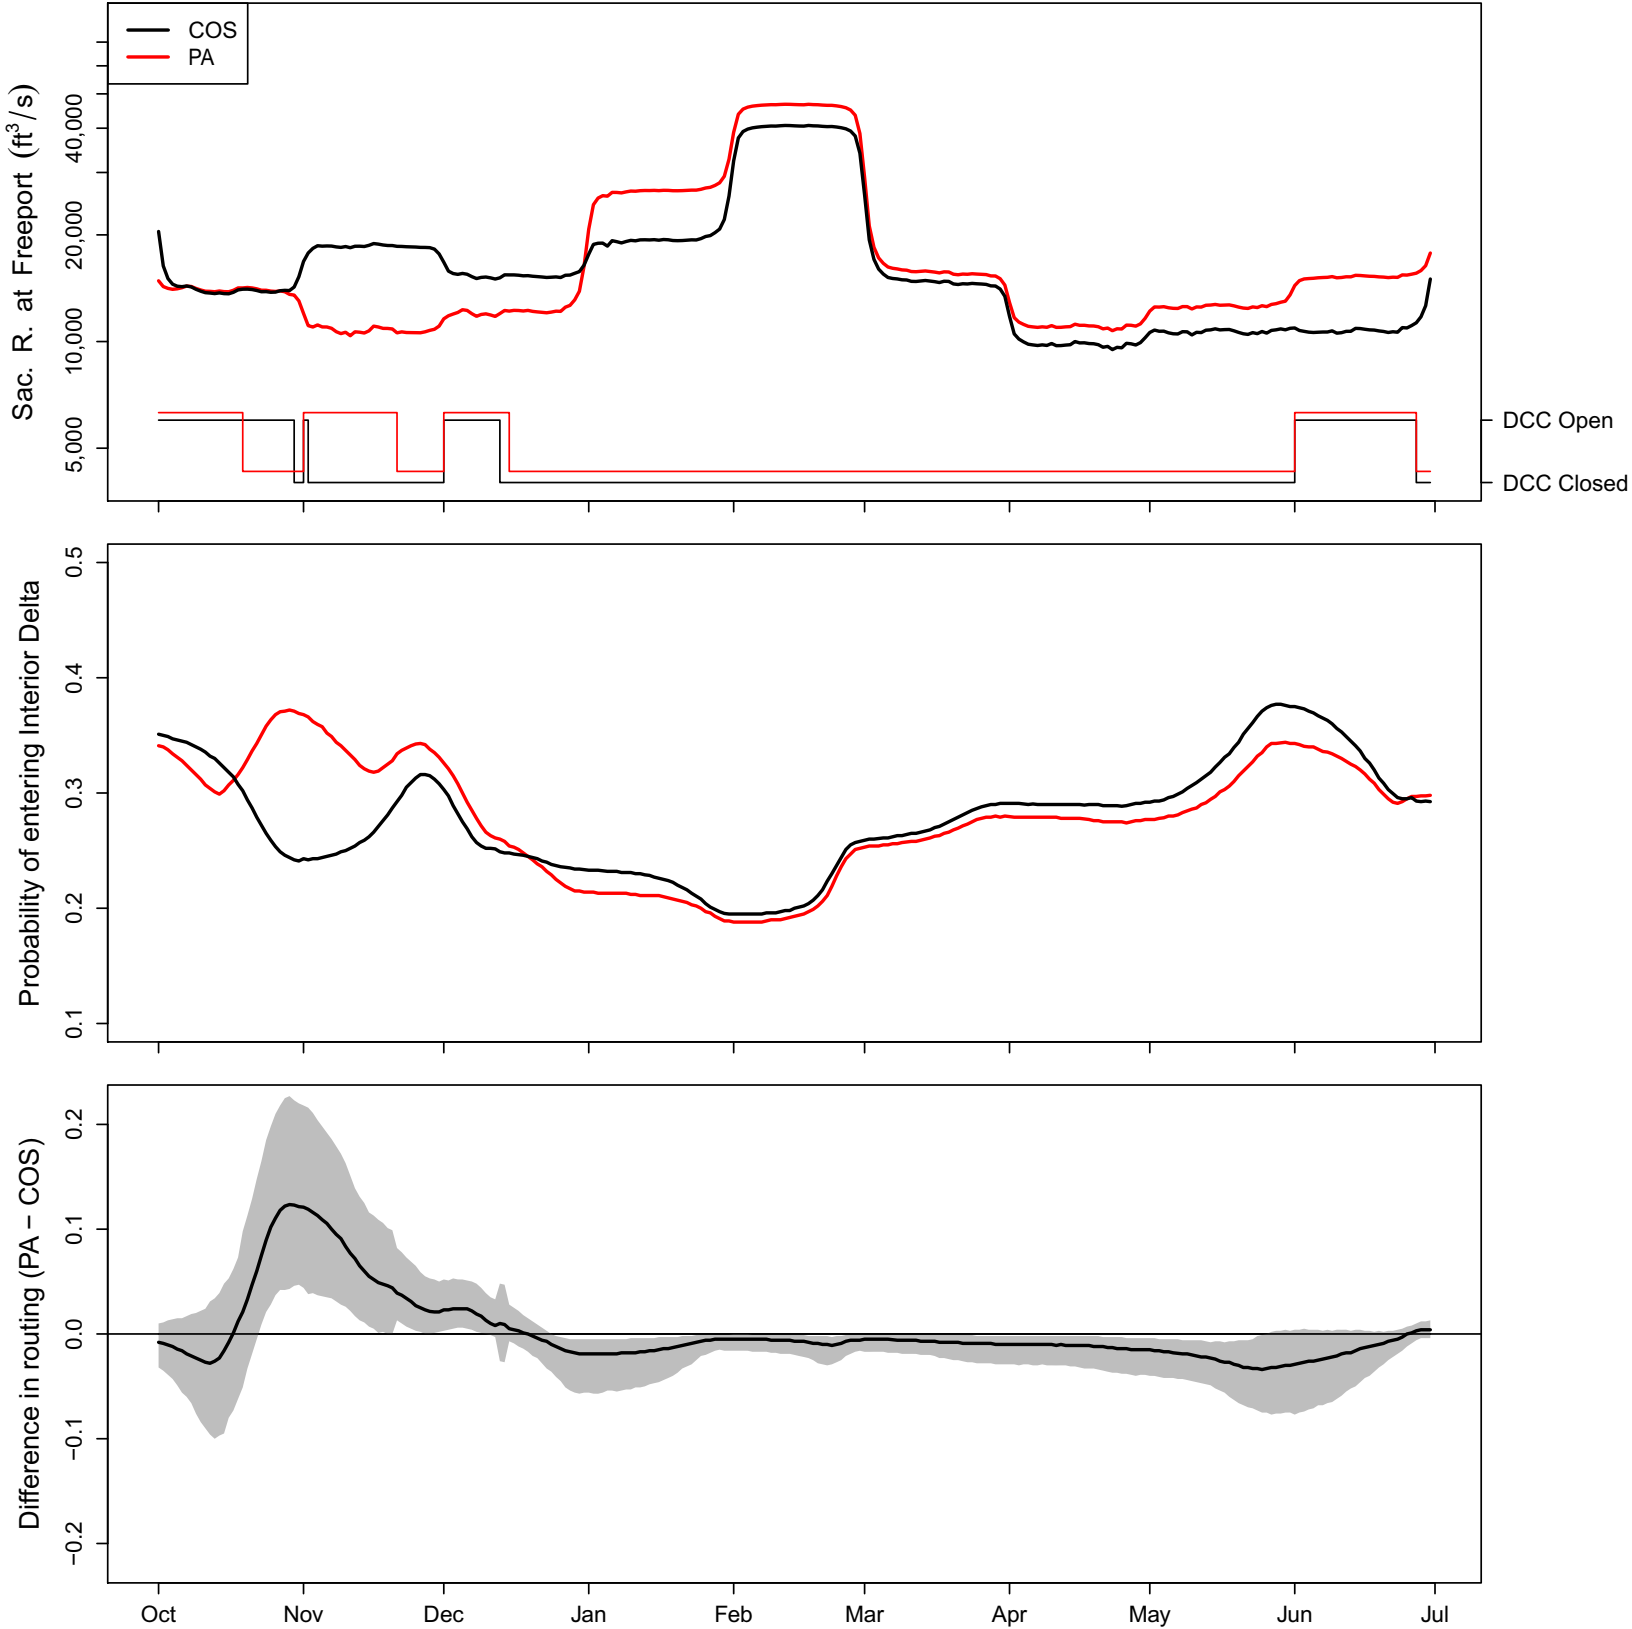 COS
PA
Sac. R. at Freeport (ft³/s)
40,000
20,000
10,000
5,000
DCC Open
DCC Closed
Probability of entering Interior Delta
0.5
0.4
0.3
0.2
0.1
Difference in routing (PA − COS)
0.2
0.1
0.0
−0.1
−0.2
Oct Nov Dec Jan Feb Mar Apr May Jun Jul